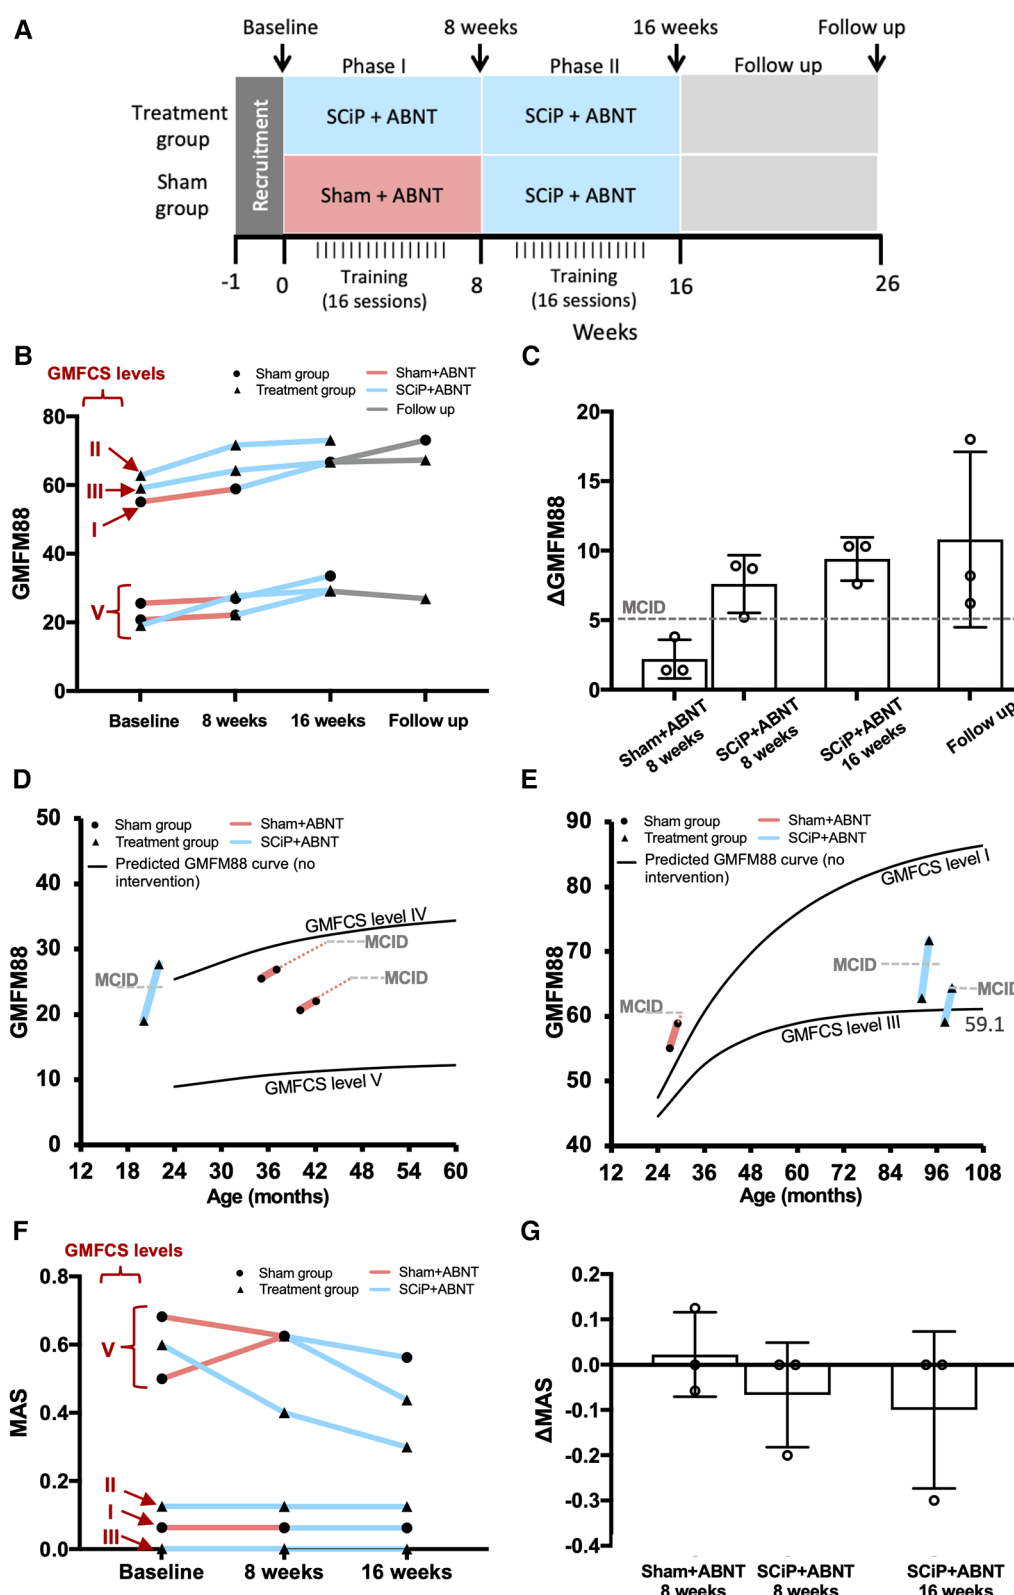 A
Baseline
8 weeks
16 weeks
Follow up
Phase I
Phase II
Follow up
Treatment
group
Sham
group
Recruitment
SCiP + ABNT
SCiP + ABNT
Sham + ABNT
SCiP + ABNT
-1
0
Training
(16 sessions)
8
Training
(16 sessions)
16
26
Weeks
B
GMFCS levels
Sham group
Treatment group
Sham+ABNT
SCiP+ABNT
Follow up
GMFM88
80
60
40
20
0
II
III
I
V
Baseline
8 weeks
16 weeks
Follow up
C
ΔGMFM88
20
15
10
5
0
MCID
Sham+ABNT
8 weeks
SCiP+ABNT
8 weeks
SCiP+ABNT
16 weeks
Follow up
D
GMFM88
50
40
30
20
10
0
Sham group
Treatment group
Sham+ABNT
SCiP+ABNT
Predicted GMFM88 curve (no
intervention)
GMFCS level IV
MCID
MCID
MCID
GMFCS level V
12 18 24 30 36 42 48 54 60
Age (months)
E
GMFM88
90
80
70
60
50
40
Sham group
Treatment group
Sham+ABNT
SCiP+ABNT
Predicted GMFM88 curve (no
intervention)
GMFCS level I
MCID
MCID
MCID
59.1
GMFCS level III
12 24 36 48 60 72 84 96 108
Age (months)
F
GMFCS levels
Sham group
Treatment group
Sham+ABNT
SCiP+ABNT
MAS
0.8
0.6
0.4
0.2
0.0
V
II
I
III
Baseline
8 weeks
16 weeks
G
ΔMAS
0.2
0.1
0.0
-0.1
-0.2
-0.3
-0.4
Sham+ABNT
8 weeks
SCiP+ABNT
8 weeks
SCiP+ABNT
16 weeks